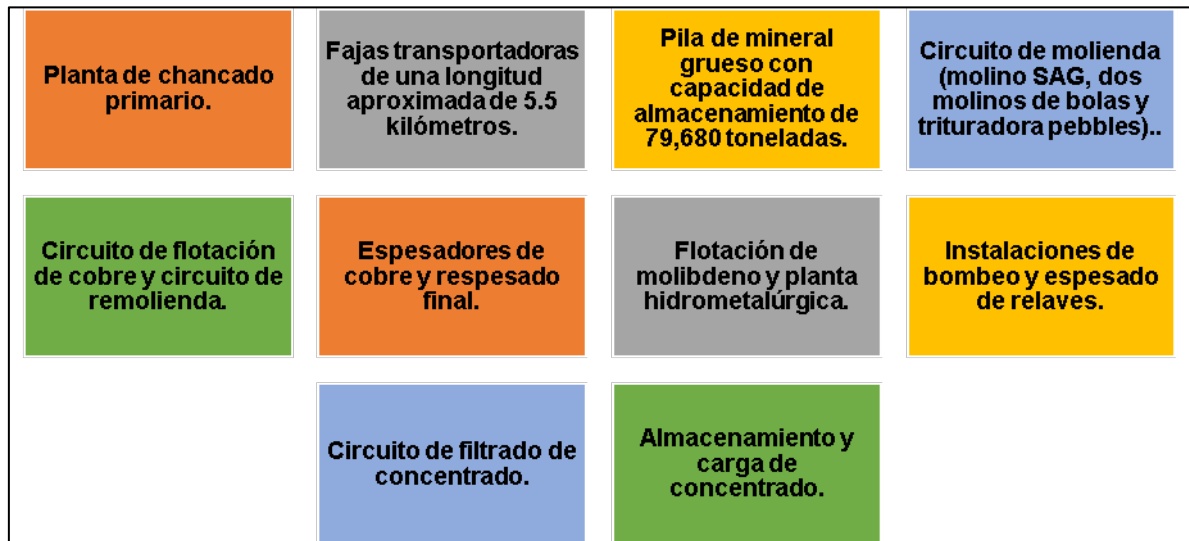 Planta de chancado
primario.
Fajas transportadoras
de una longitud
aproximada de 5.5
kilómetros.
Pila de mineral
grueso con
capacidad de
almacenamiento de
79,680 toneladas.
Circuito de molienda
(molino SAG, dos
molinos de bolas y
trituradora pebbles)..
Circuito de flotación
de cobre y circuito de
remolienda.
Espesadores de
cobre y respesado
final.
Flotación de
molibdeno y planta
hidrometalúrgica.
Instalaciones de
bombeo y espesado
de relaves.
Circuito de filtrado de
concentrado.
Almacenamiento y
carga de
concentrado.